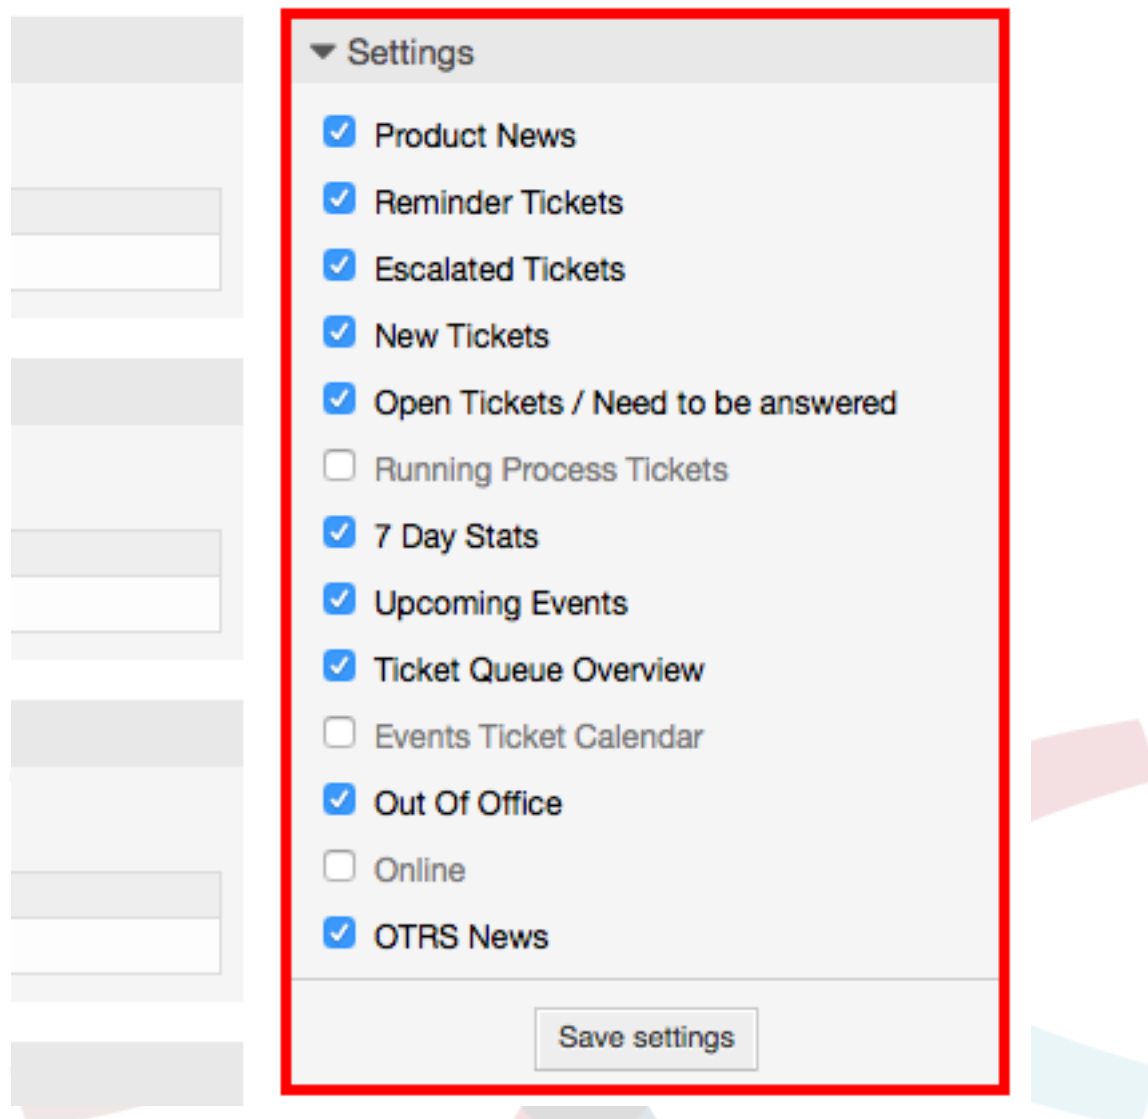 Settings
Product News
Reminder Tickets
Escalated Tickets
New Tickets
Open Tickets / Need to be answered
Running Process Tickets
7 Day Stats
Upcoming Events
Ticket Queue Overview
Events Ticket Calendar
Out Of Office
Online
OTRS News
Save settings